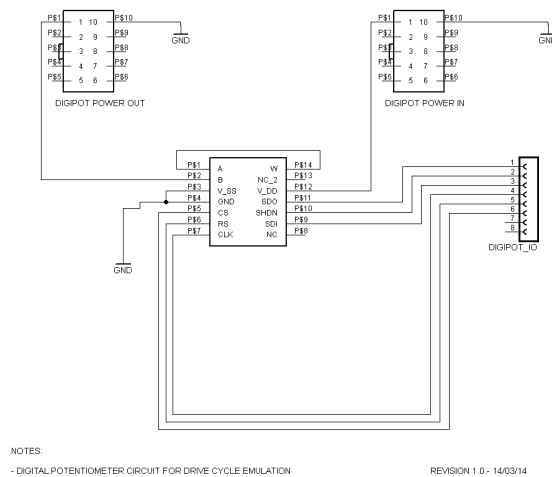 P$1 1 10 P$10
P$2 2 9 P$9
P$3 3 8 P$8
P$4 4 7 P$7
P$5 5 6 P$6
GND
DIGIPOT POWER OUT
P$1 1 10 P$10
P$2 2 9 P$9
P$3 3 8 P$8
P$4 4 7 P$7
P$5 5 6 P$6
GND
DIGIPOT POWER IN
P$1 A W P$14
P$2 B NC_2 P$13
P$3 V_SS V_DD P$12
P$4 GND SDO P$11
P$5 CS SHDN P$10
P$6 RS SDI P$9
P$7 CLK NC P$8
GND
1
2
3
4
5
6
7
8
DIGIPOT_IO
NOTES:
- DIGITAL POTENTIOMETER CIRCUIT FOR DRIVE CYCLE EMULATION
REVISION 1.0 - 14/03/14